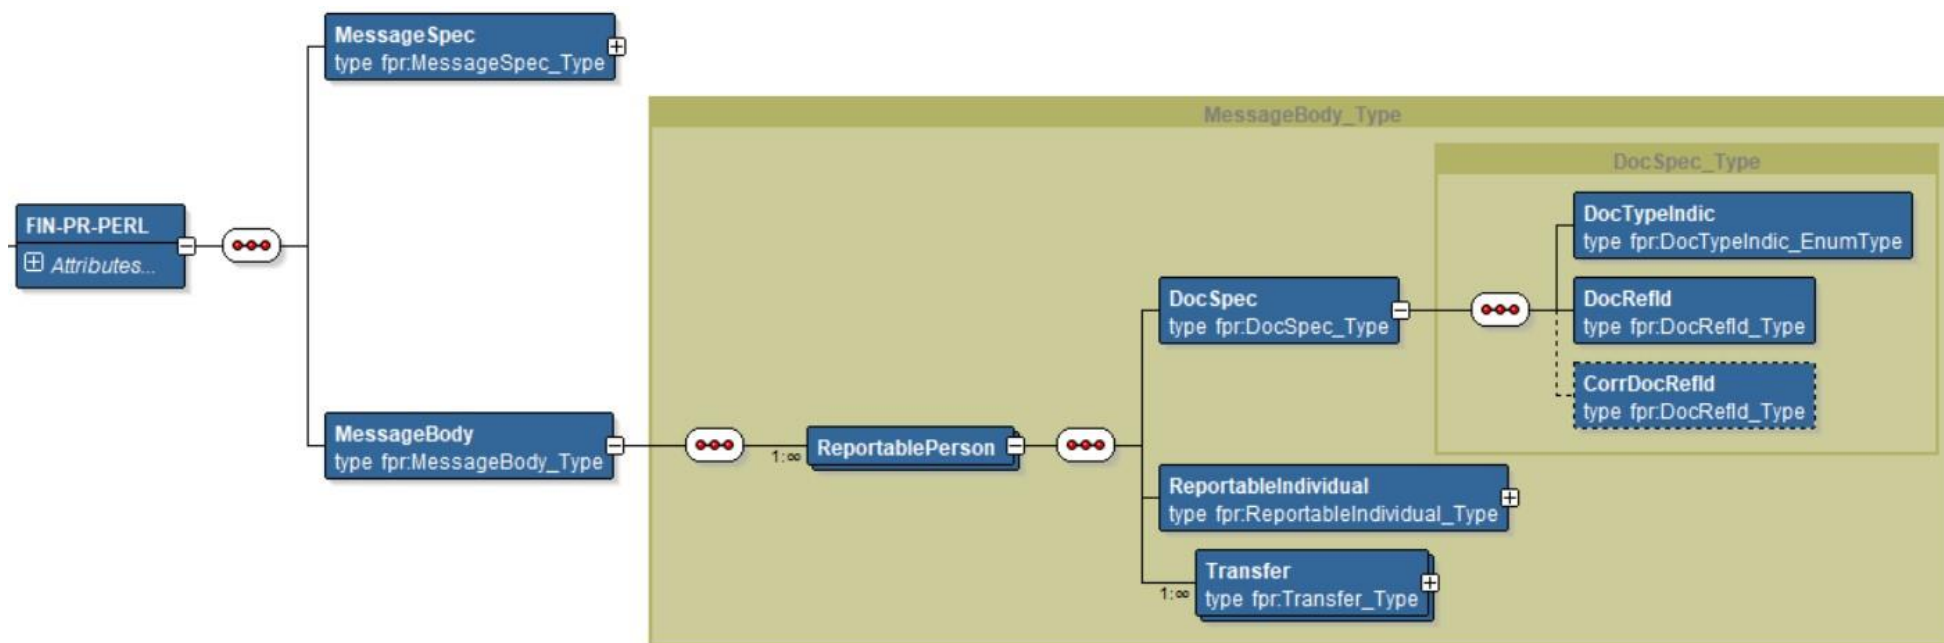 MessageSpec
type fpr:MessageSpec_Type
MessageBody_Type
DocSpec_Type
FIN-PR-PERL
Attributes...
DocTypeIndic
type fpr:DocTypeIndic_EnumType
DocSpec
type fpr:DocSpec_Type
DocRefId
type fpr:DocRefId_Type
CorrDocRefId
type fpr:DocRefId_Type
MessageBody
type fpr:MessageBody_Type
1:∞
ReportablePerson
ReportableIndividual
type fpr:ReportableIndividual_Type
Transfer
1:∞
type fpr:Transfer_Type